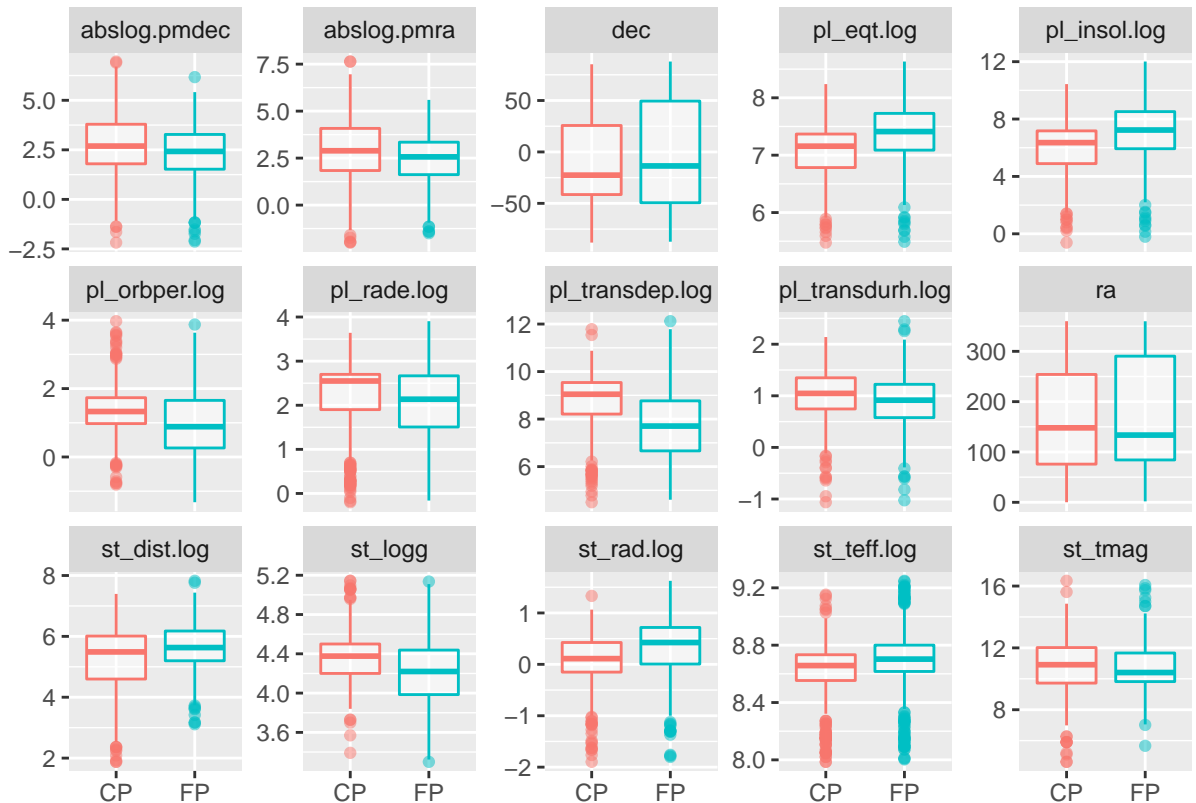 abslog.pmdec
abslog.pmra
dec
pl_eqt.log
pl_insol.log
5.0
2.5
0.0
−2.5
7.5
5.0
2.5
0.0
50
0
−50
8
7
6
12
8
4
0
pl_orbper.log
pl_rade.log
pl_transdep.log
pl_transdurh.log
ra
4
2
0
4
3
2
1
0
12
10
8
6
2
1
0
−1
300
200
100
0
st_dist.log
st_logg
st_rad.log
st_teff.log
st_tmag
8
6
4
2
5.2
4.8
4.4
4.0
3.6
1
0
−1
−2
9.2
8.8
8.4
8.0
16
13
10
CP FP
CP FP
CP FP
CP FP
CP FP